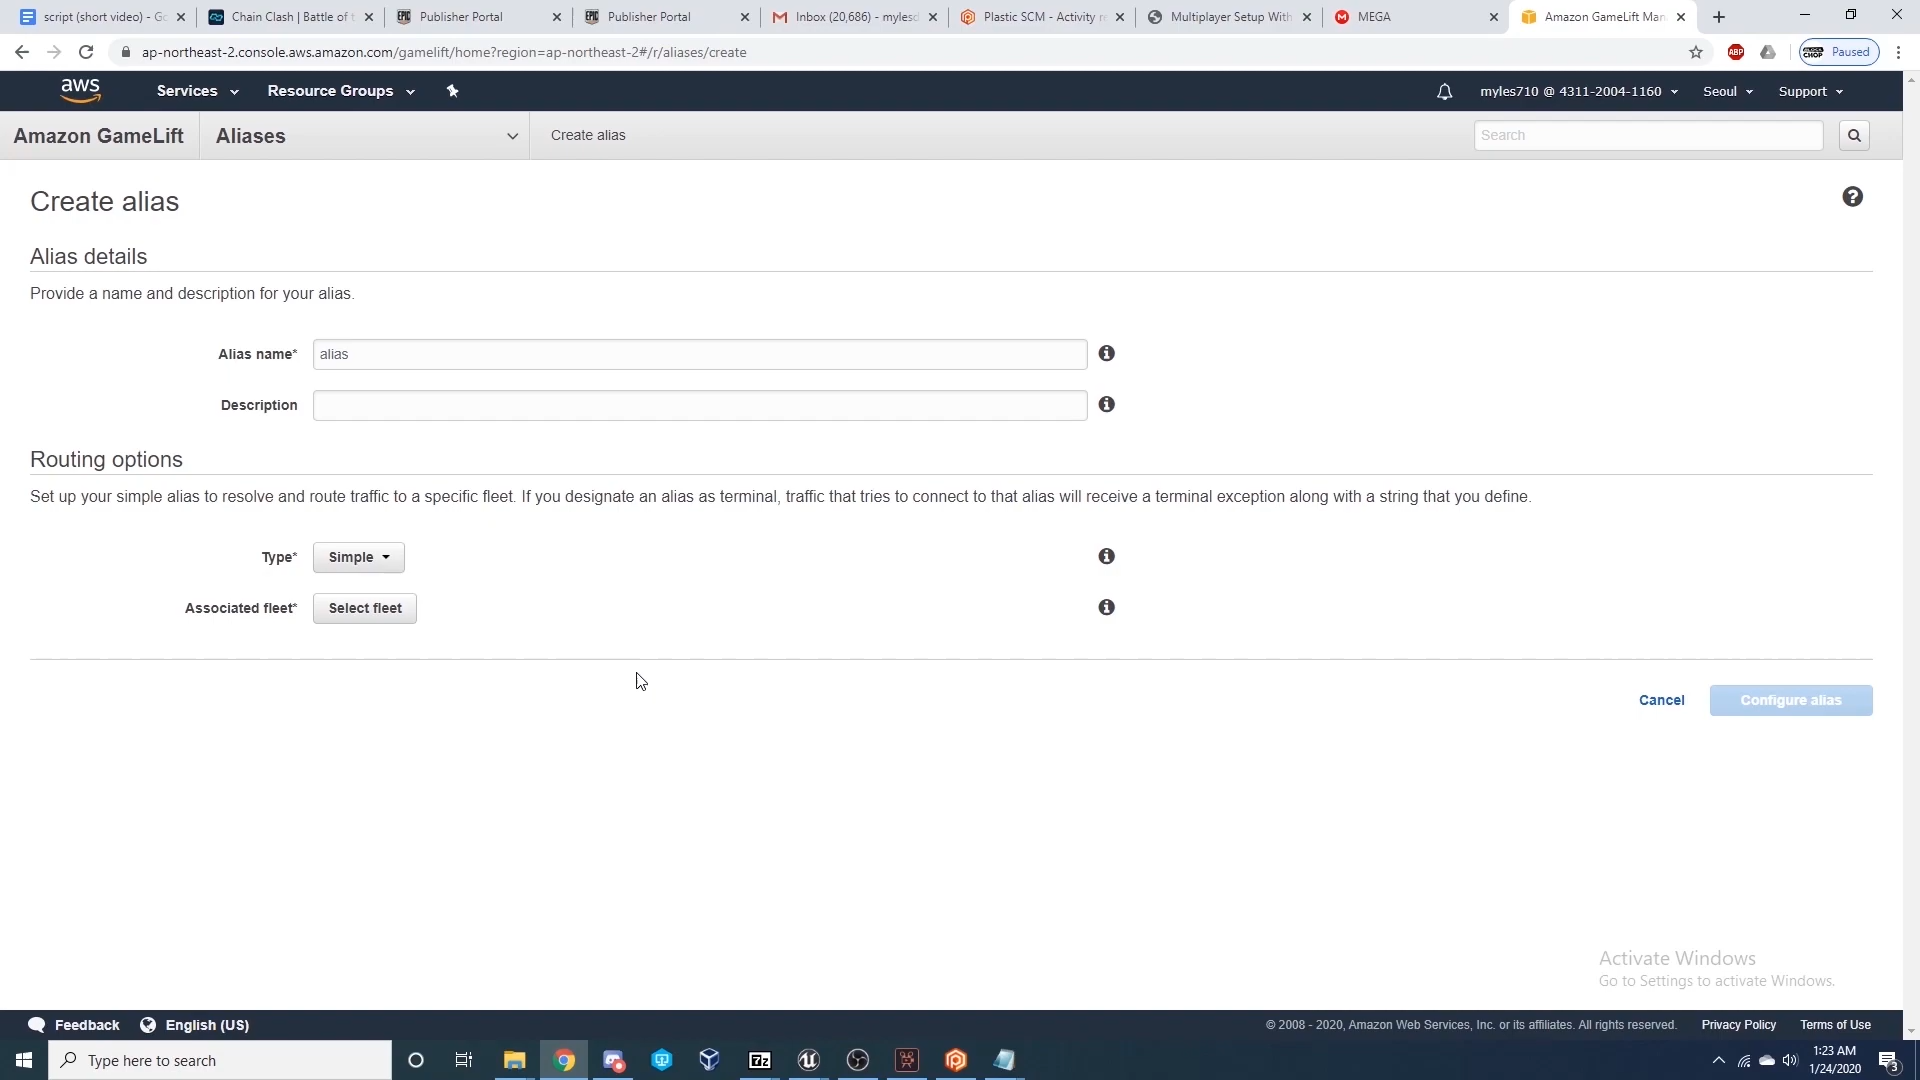 script (short video) - Go
Chain Clash | Battle of t
Publisher Portal
Publisher Portal
Inbox (20,686) - mylesd
Plastic SCM - Activity re
Multiplayer Setup With
MEGA
Amazon GameLift Man
ap-northeast-2.console.aws.amazon.com/gamelift/home?region=ap-northeast-2#/r/aliases/create
ABP
Paused
aws
Services
Resource Groups
myles710 @ 4311-2004-1160
Seoul
Support
Amazon GameLift
Aliases
Create alias
Search
Create alias
Alias details
Provide a name and description for your alias.
Alias name*
alias
Description
Routing options
Set up your simple alias to resolve and route traffic to a specific fleet. If you designate an alias as terminal, traffic that tries to connect to that alias will receive a terminal exception along with a string that you define.
Type*
Simple
Associated fleet*
Select fleet
Cancel
Configure alias
Activate Windows
Go to Settings to activate Windows.
Feedback
English (US)
© 2008 - 2020, Amazon Web Services, Inc. or its affiliates. All rights reserved.
Privacy Policy
Terms of Use
Type here to search
7z
1:23 AM
1/24/2020
3